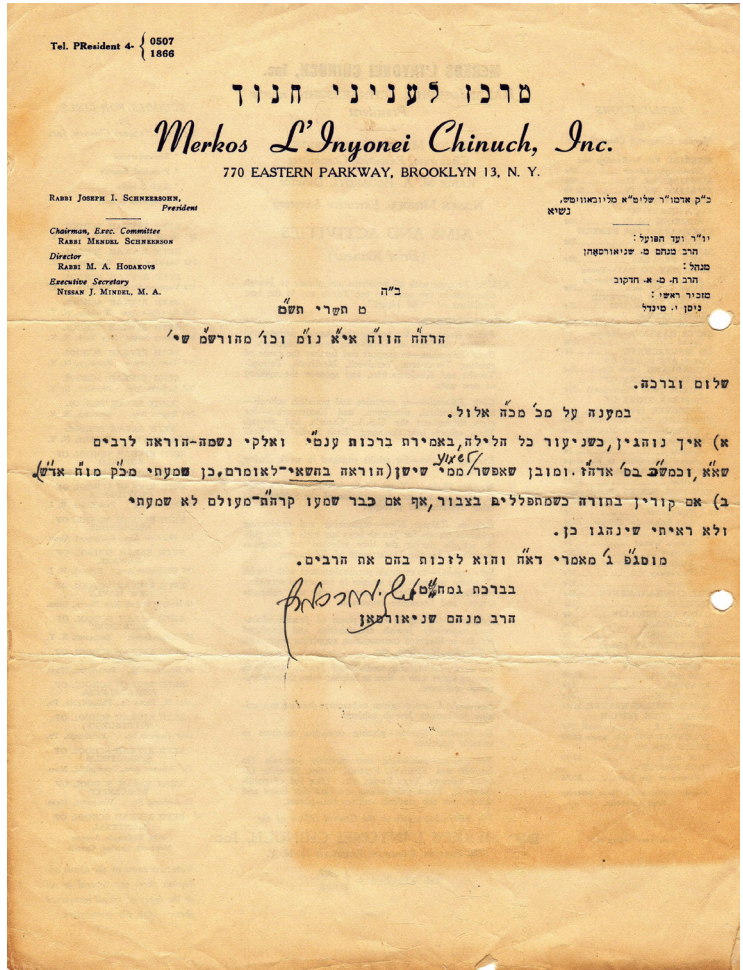 Tel. PResident 4- { 0507
1866
מרכז לעניני חנוך
Merkos L'Inyonei Chinuch, Inc.
770 EASTERN PARKWAY, BROOKLYN 13, N. Y.
RABBI JOSEPH I. SCHNEERSOHN,
President
Chairman, Exec. Committee
RABBI MENDEL SCHNEERSON
Director
RABBI M. A. HODAKOVS
Executive Secretary
NISSAN J. MINDEL, M. A.
כ"ק אדמו"ר שליט"א מליובאוויטש,
נשיא
יו"ר ועד הפועל:
הרב מנחם מ. שניאורסאהן
מנהל:
הרב ח. מ. א. חדקוב
מזכיר ראשי:
ניסן י. מינדל
ב"ה
ט תשרי תש"ם
הרה"ח הוו"ח אי"א נו"מ וכו' מהורש"מ שי'
שלום וברכה.
במענה על מכ' מכ"ה אלול.
א) איך נוהגין, כשניעור כל הלילה, באמירת ברכות ענט"י ואלקי נשמה-הוראה לרבים
שא"א, וכמש"כ בס' אדה"ז. ומובן שאפשר לשמוע ממי שישן (הוראה בחשאי-לאומרם. כן שמעתי מכ"ק מו"ח אד"ש).
ב) אם קורין בתורה כשמתפללים בצבור, אף אם כבר שמעו קרה"ת-מעולם לא שמעתי
ולא ראיתי שינהגו כן.
מוסג"פ ג' מאמרי דא"ח והוא לזכות בהם את הרבים.
בברכת גמח"ט
הרב מנחם שניאורסאהן